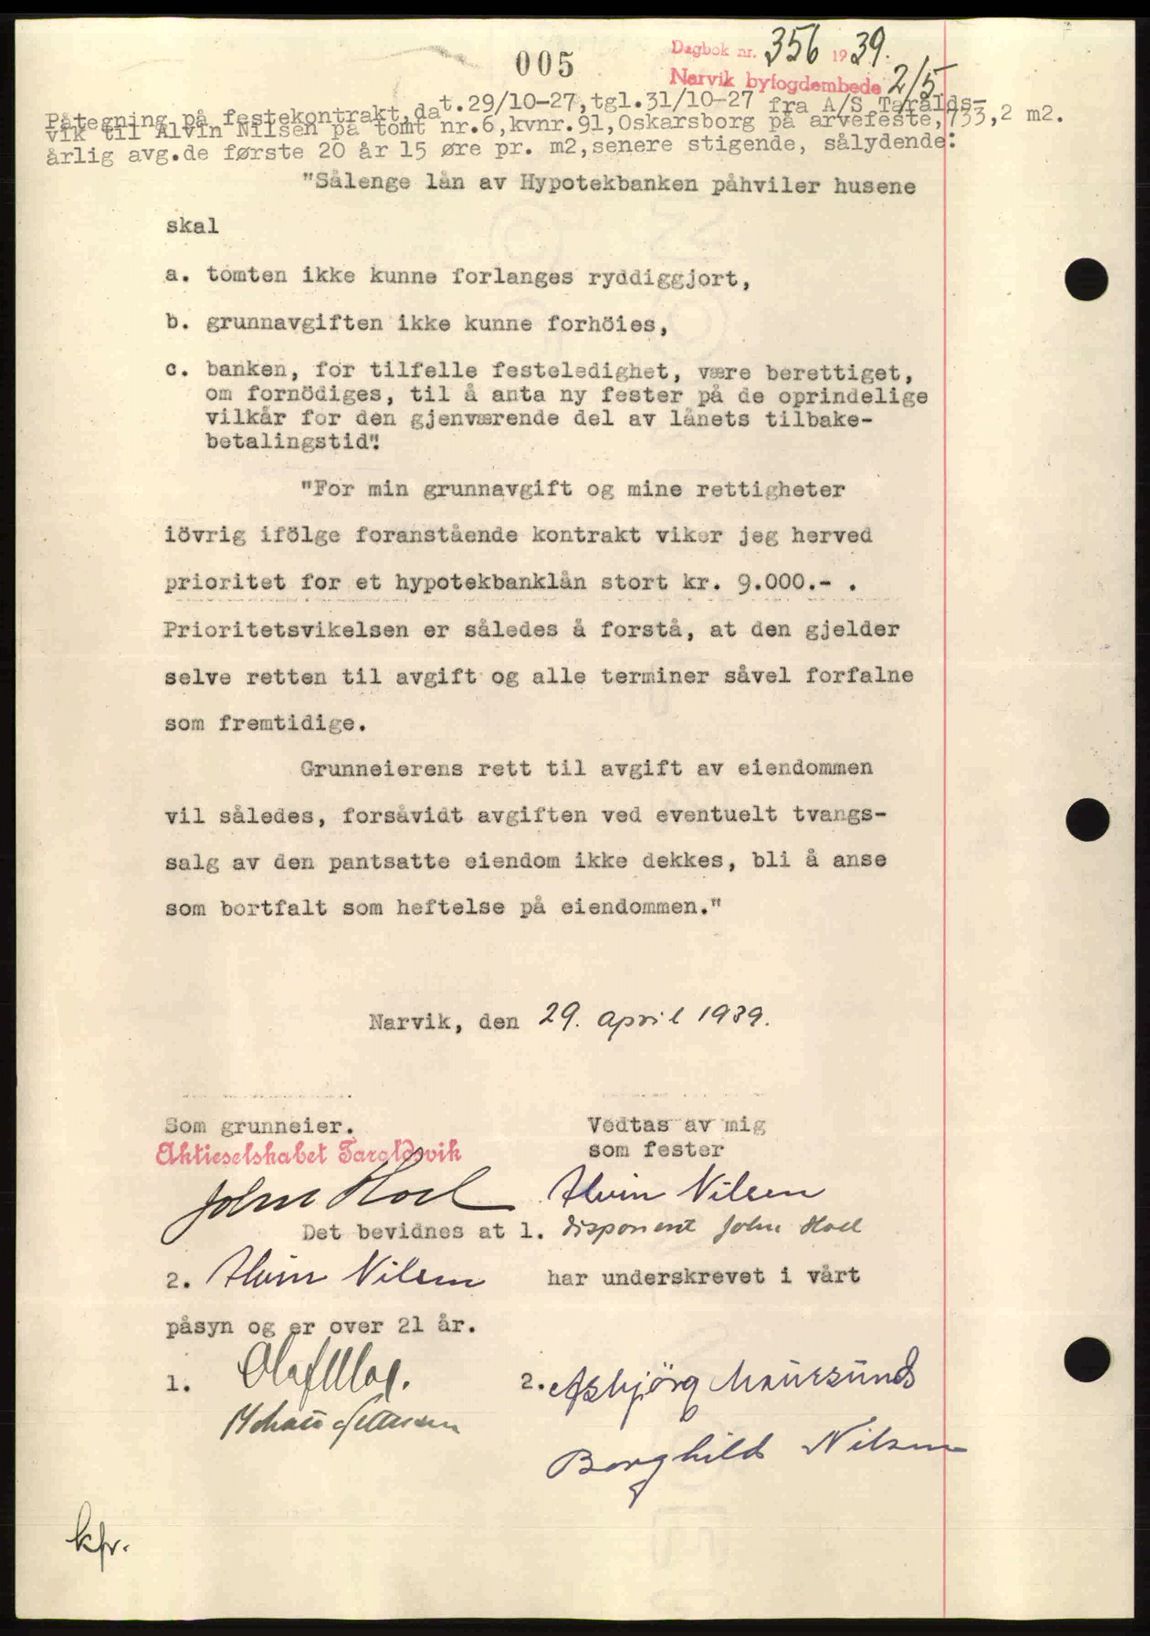 005
Dagbok nr. 356 1939.
Narvik byfogdembede 2/5
Påtegning på festekontrakt, dat. 29/10-27, tgl. 31/10-27 fra A/S Taralds-
vik til Alvin Nilsen på tomt nr. 6, kvnr. 91, Oskarsborg på arvefeste, 733,2 m2.
årlig avg. de første 20 år 15 øre pr. m2, senere stigende, sålydende:
"Sålenge lån av Hypotekbanken påhviler husene
skal
a. tomten ikke kunne forlanges ryddiggjort,
b. grunnavgiften ikke kunne forhöies,
c. banken, for tilfelle festeledighet, være berettiget,
om fornödiges, til å anta ny fester på de oprindelige
vilkår for den gjenværende del av lånets tilbake-
betalingstid".
"For min grunnavgift og mine rettigheter
iövrig ifölge foranstående kontrakt viker jeg herved
prioritet for et hypotekbanklån stort kr. 9.000.- .
Prioritetsvikelsen er således å forstå, at den gjelder
selve retten til avgift og alle terminer såvel forfalne
som fremtidige.
Grunneierens rett til avgift av eiendommen
vil således, forsåvidt avgiften ved eventuelt tvangs-
salg av den pantsatte eiendom ikke dekkes, bli å anse
som bortfalt som heftelse på eiendommen."
Narvik, den 29. april 1939.
Som grunneier. Vedtas av mig
Aktieselskabet Taraldsvik som fester
John Hoel Alvin Nilsen
Det bevidnes at 1. disponent John Hoel
2. Alvin Nilsen har underskrevet i vårt
påsyn og er over 21 år.
1. 2. Asbjörg Maursund
Borghild Nilsen
kfr.